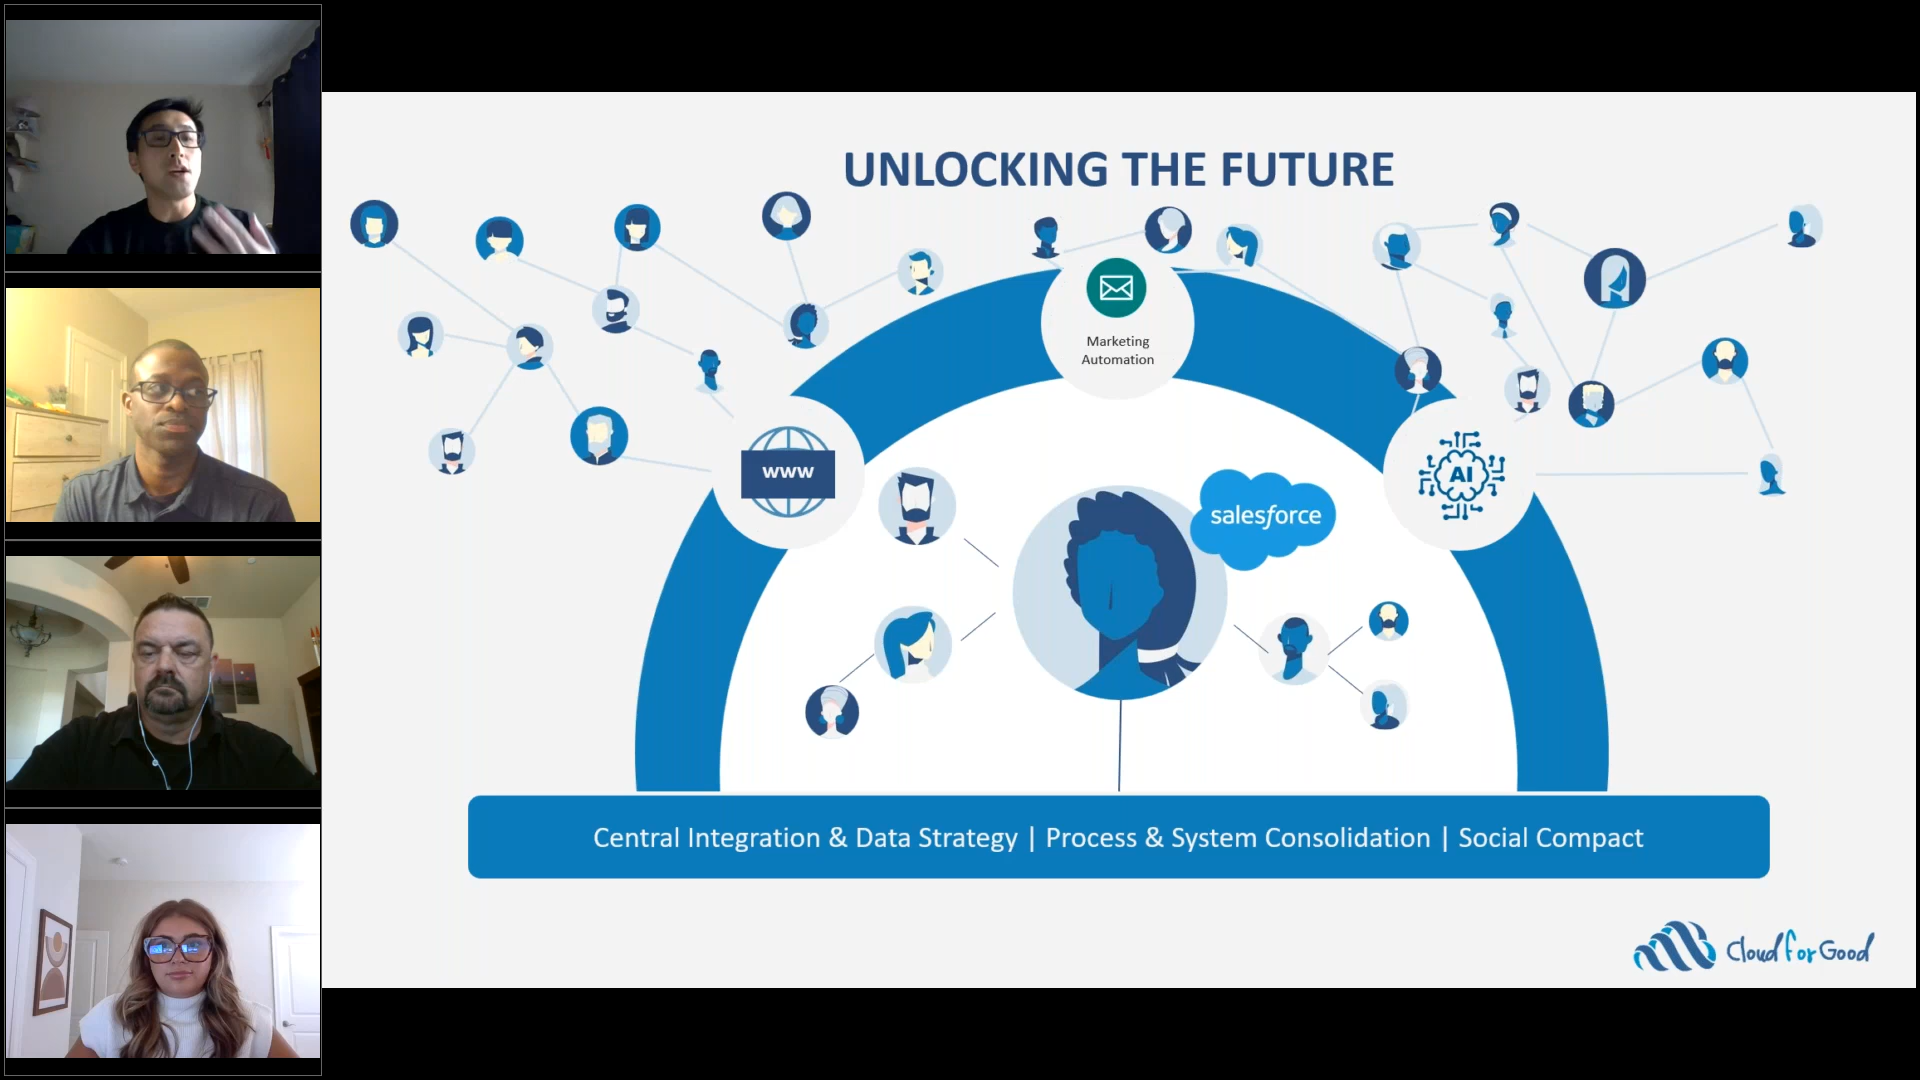 UNLOCKING THE FUTURE
Marketing
Automation
www
AI
salesforce
Central Integration & Data Strategy | Process & System Consolidation | Social Compact
Cloud for Good